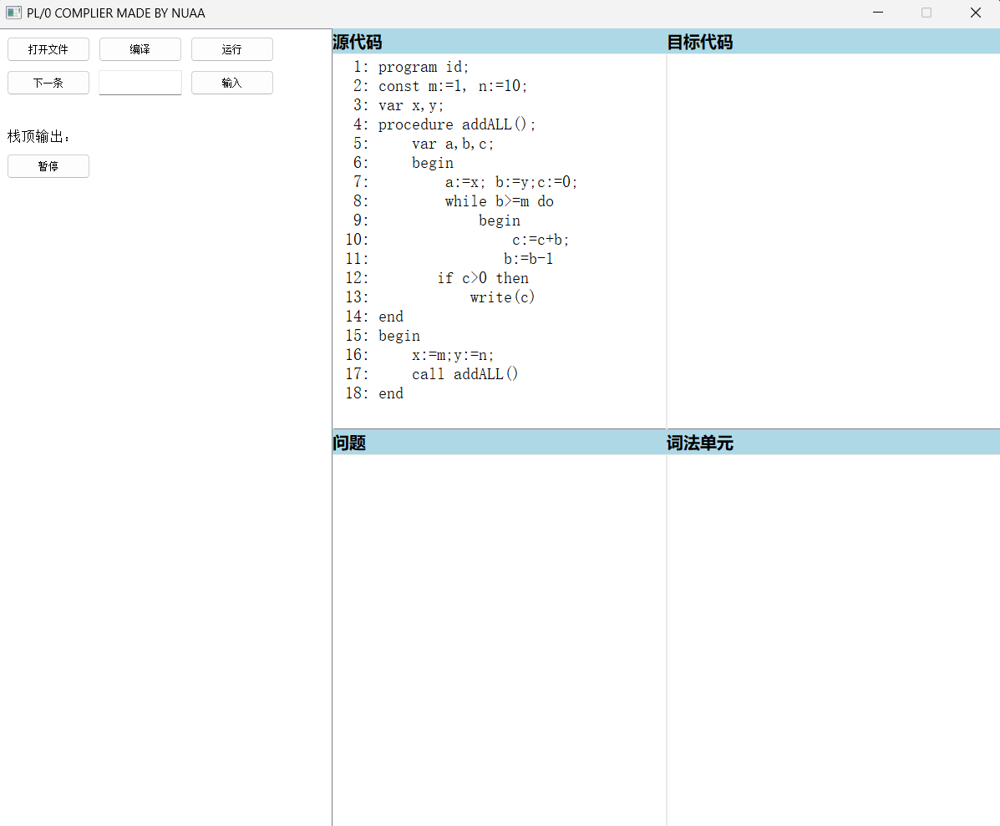 PL/0 COMPLIER MADE BY NUAA
打开文件 编译 运行
下一条 输入
栈顶输出：
暂停
源代码
1: program id;
2: const m:=1, n:=10;
3: var x,y;
4: procedure addALL();
5: var a,b,c;
6: begin
7: a:=x; b:=y;c:=0;
8: while b>=m do
9: begin
10: c:=c+b;
11: b:=b-1
12: if c>0 then
13: write(c)
14: end
15: begin
16: x:=m;y:=n;
17: call addALL()
18: end
目标代码
问题
词法单元